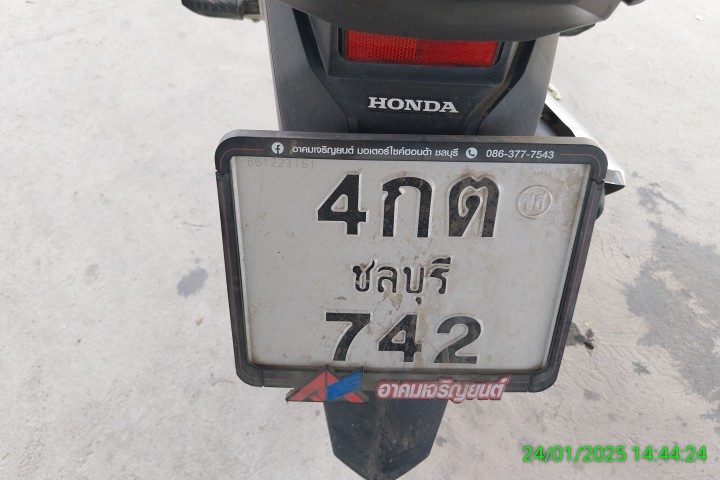 HONDA
อาคมเจริญยนต์ มอเตอร์ไซค์ฮอนด้า ชลบุรี 086-377-7543
4กต
ชลบุรี
742
อาคมเจริญยนต์
24/01/2025 14:44:24